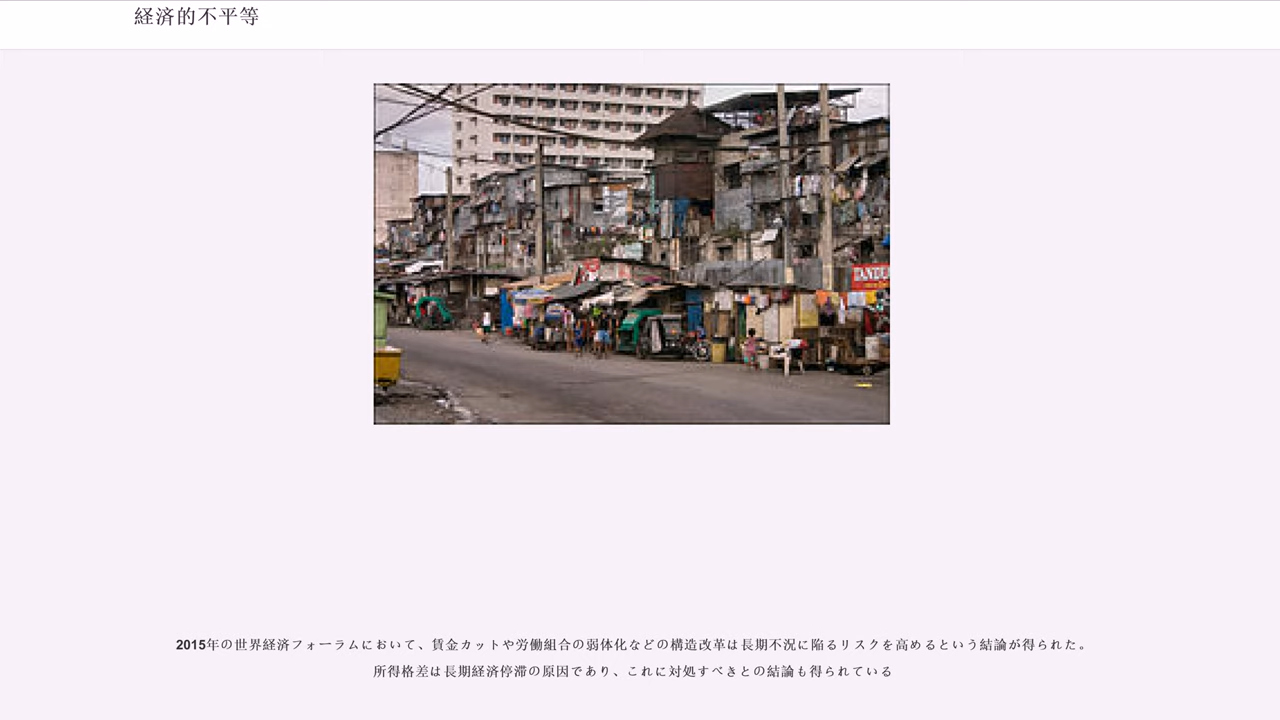 経済的不平等
TANDU
2015年の世界経済フォーラムにおいて、賃金カットや労働組合の弱体化などの構造改革は長期不況に陥るリスクを高めるという結論が得られた。
所得格差は長期経済停滞の原因であり、これに対処すべきとの結論も得られている